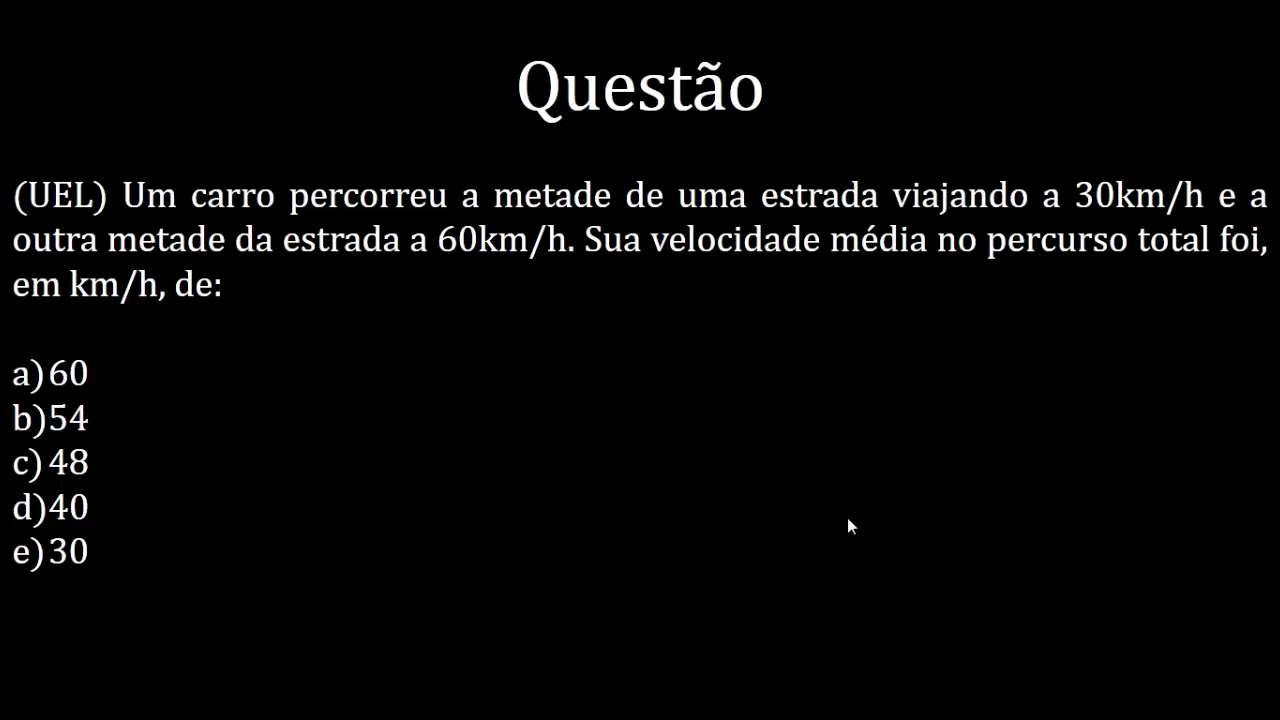 Questão
(UEL) Um carro percorreu a metade de uma estrada viajando a 30km/h e a
outra metade da estrada a 60km/h. Sua velocidade média no percurso total foi,
em km/h, de:
a) 60
b) 54
c) 48
d) 40
e) 30